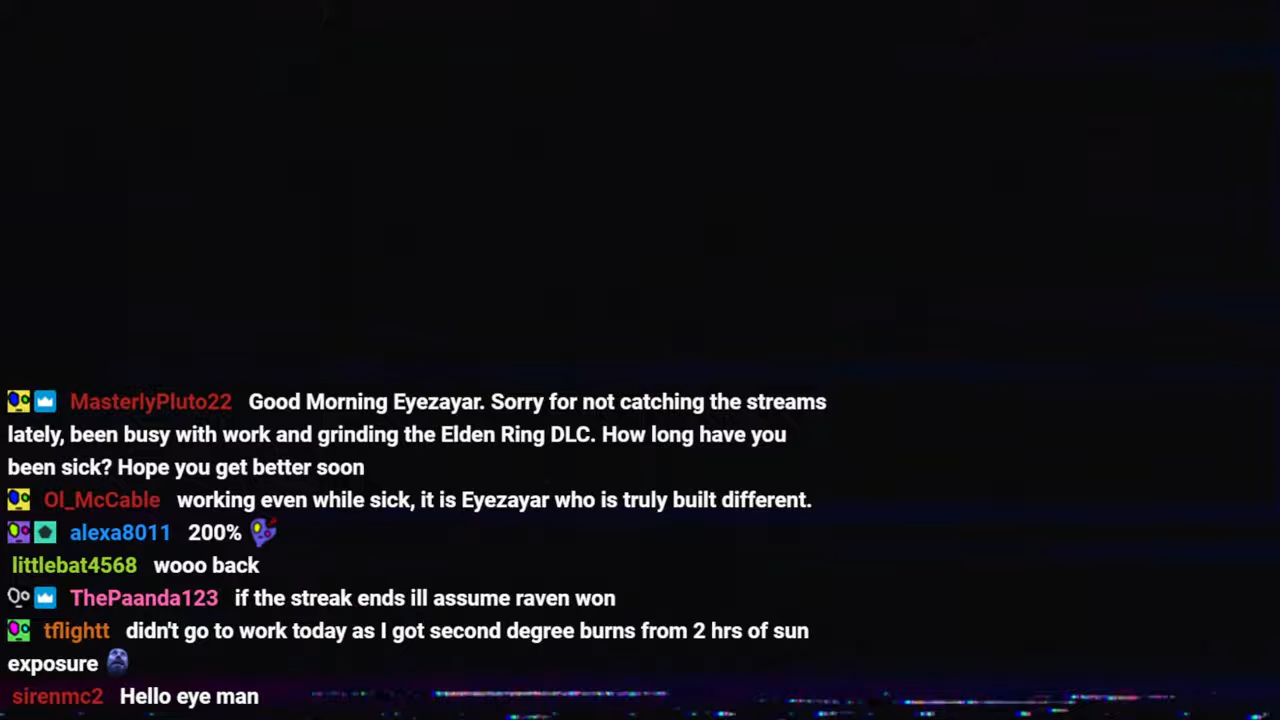 MasterlyPluto22 Good Morning Eyezayar. Sorry for not catching the streams
lately, been busy with work and grinding the Elden Ring DLC. How long have you
been sick? Hope you get better soon
Ol_McCable working even while sick, it is Eyezayar who is truly built different.
alexa8011 200%
littlebat4568 wooo back
ThePaanda123 if the streak ends ill assume raven won
tflightt didn't go to work today as I got second degree burns from 2 hrs of sun
exposure
sirenmc2 Hello eye man